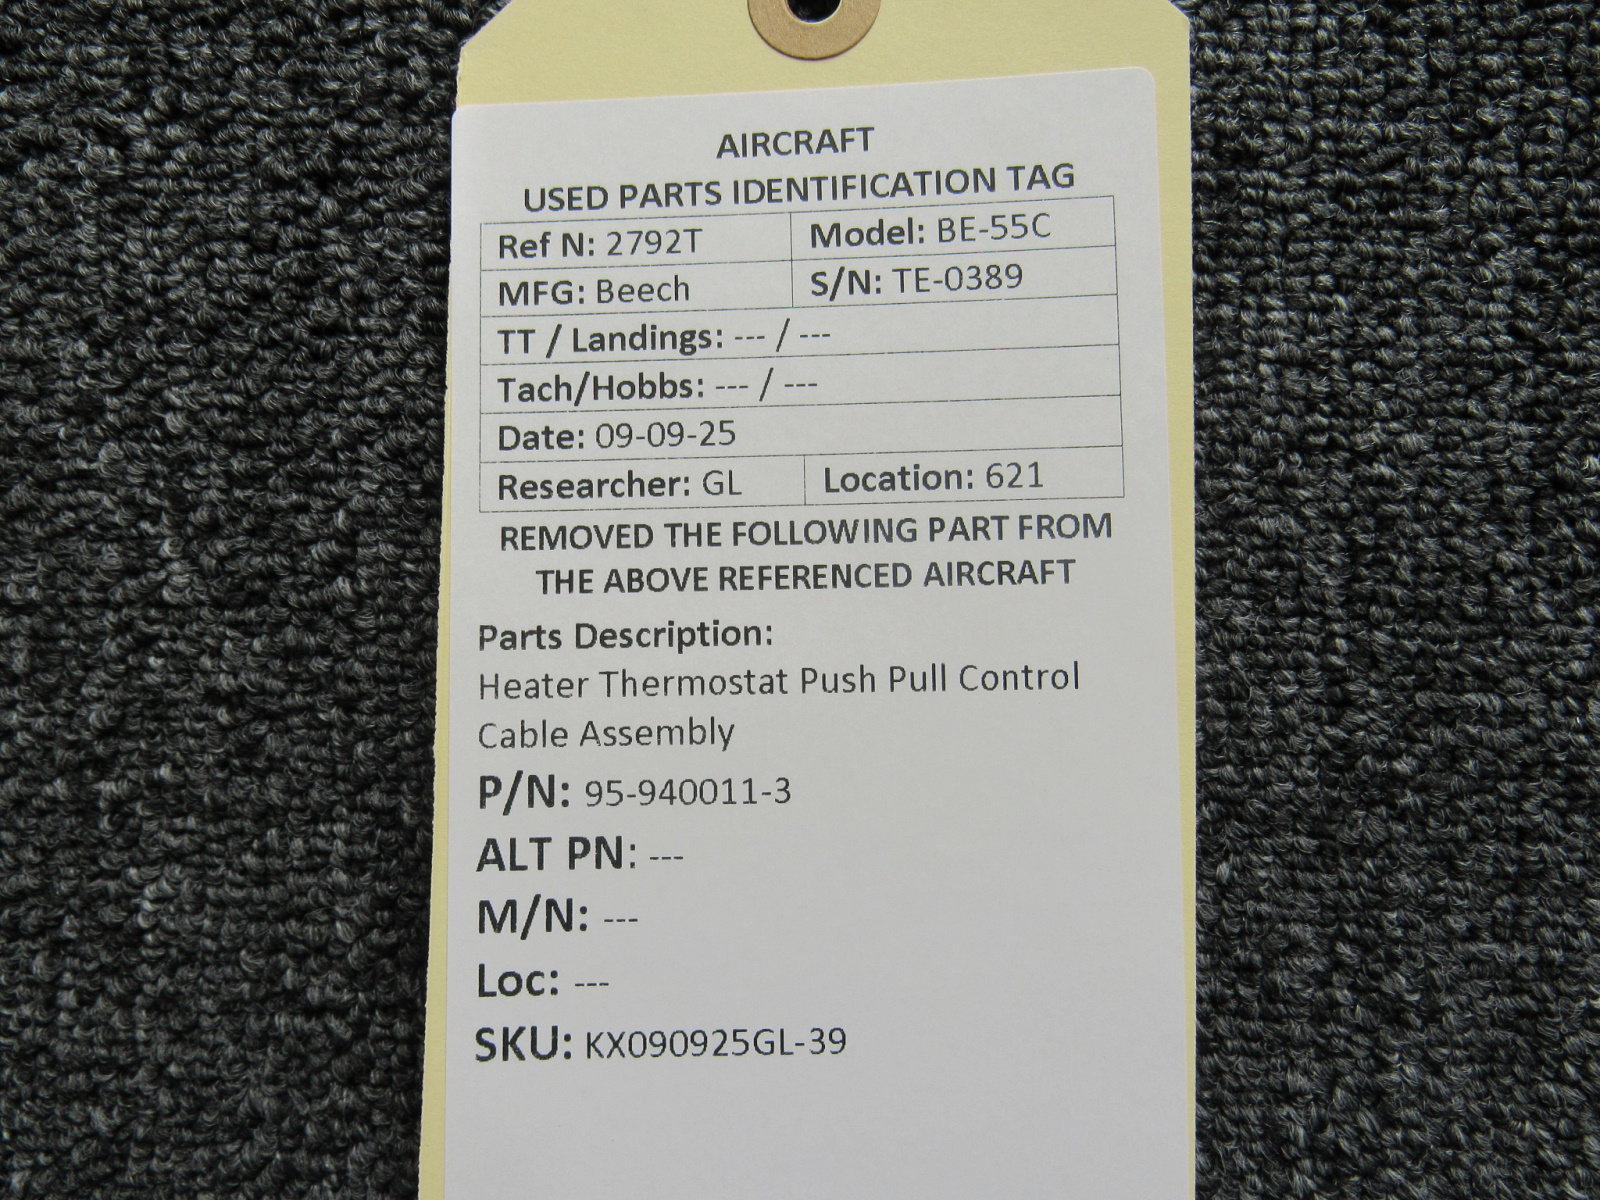 AIRCRAFT
USED PARTS IDENTIFICATION TAG
Ref N: 2792T Model: BE-55C
MFG: Beech S/N: TE-0389
TT / Landings: --- / ---
Tach/Hobbs: --- / ---
Date: 09-09-25
Researcher: GL Location: 621
REMOVED THE FOLLOWING PART FROM
THE ABOVE REFERENCED AIRCRAFT
Parts Description:
Heater Thermostat Push Pull Control
Cable Assembly
P/N: 95-940011-3
ALT PN: ---
M/N: ---
Loc: ---
SKU: KX090925GL-39